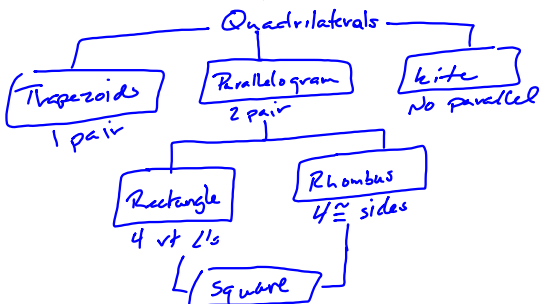 Quadrilaterals
Trapezoids
1 pair
Parallelogram
2 pair
kite
No parallel
Rectangle
4 rt ∠'s
Rhombus
4 ≅ sides
Square